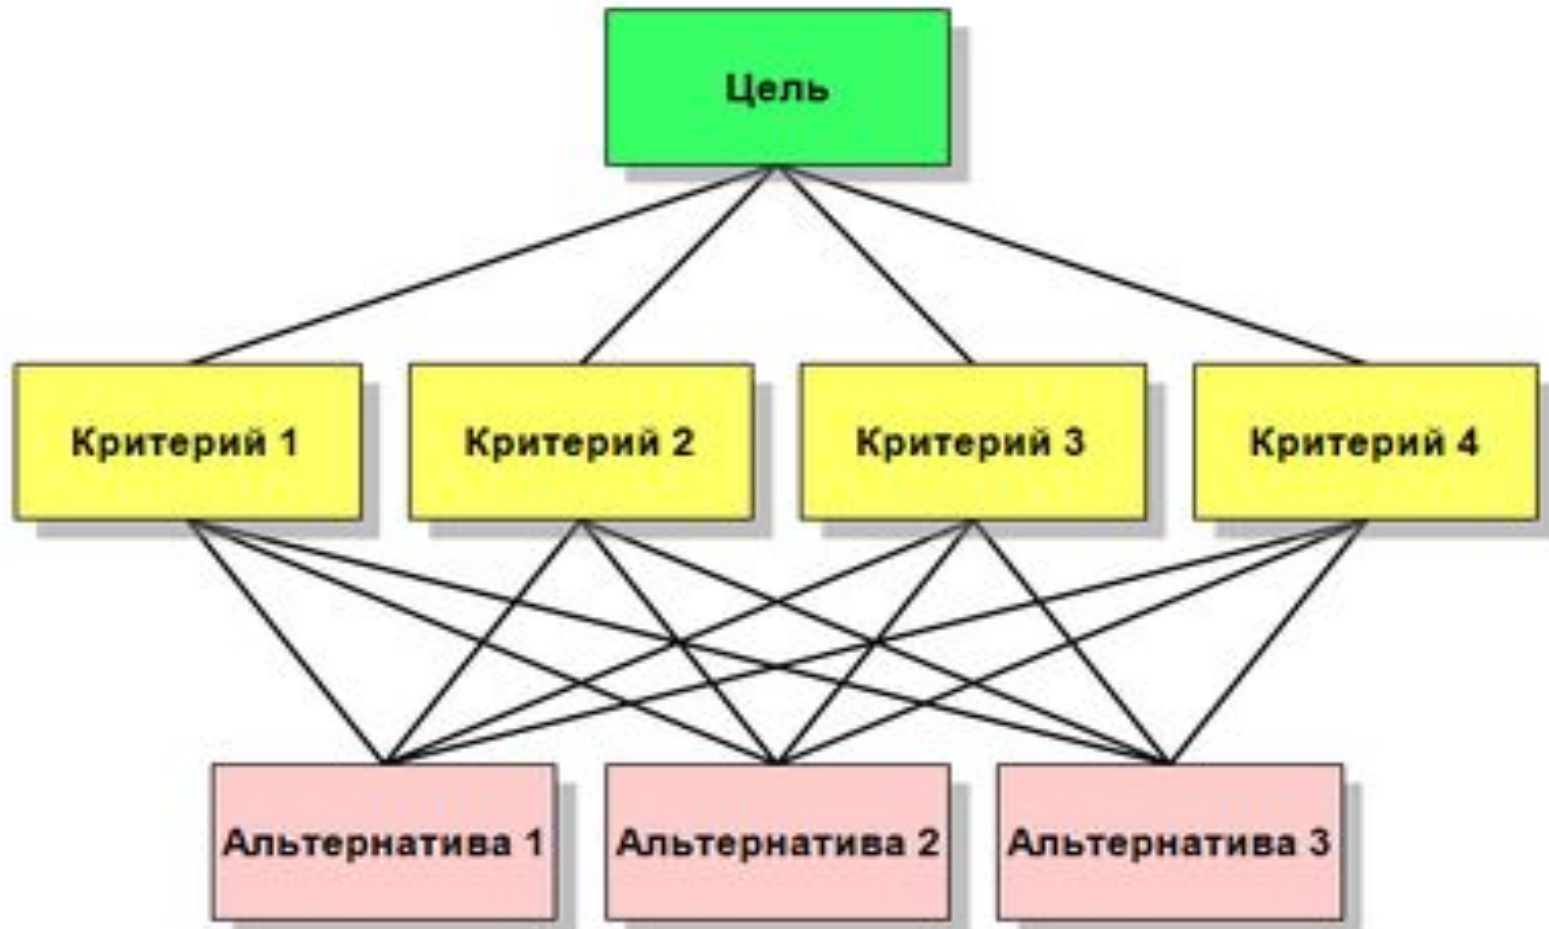 Цель
Критерий 1
Критерий 2
Критерий 3
Критерий 4
Альтернатива 1
Альтернатива 2
Альтернатива 3